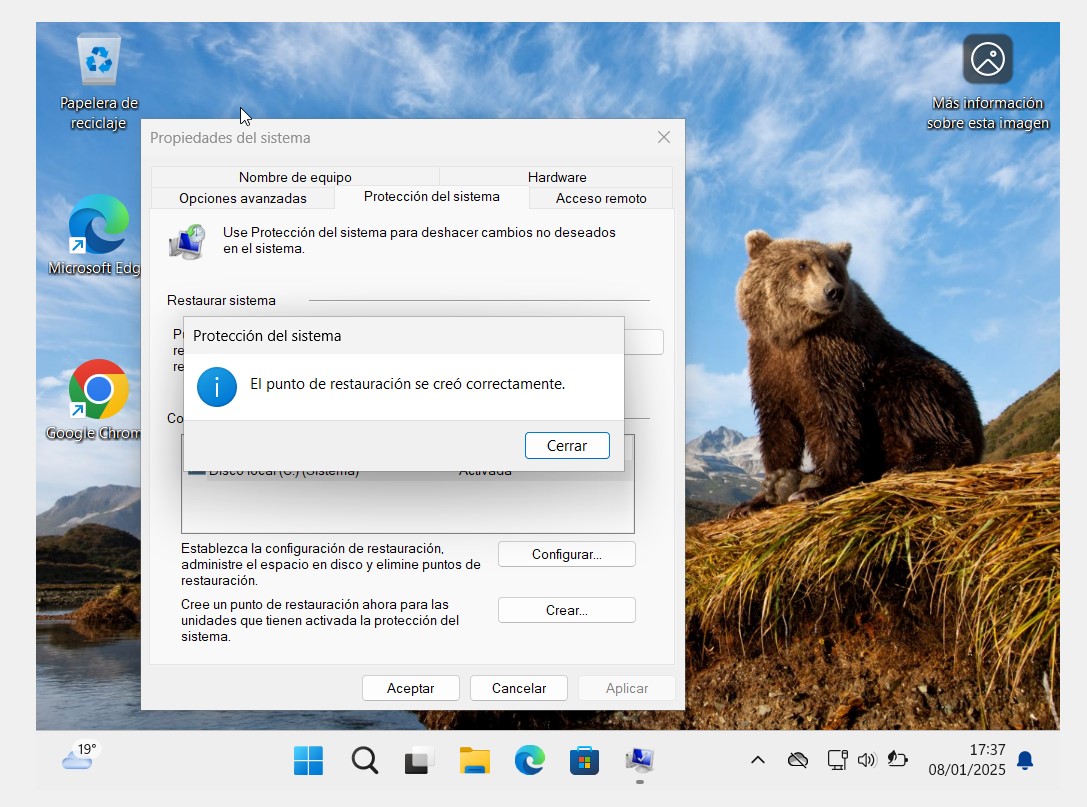 Papelera de
reciclaje
Más información
sobre esta imagen
Microsoft Edg
Google Chrom
Propiedades del sistema
Nombre de equipo
Hardware
Opciones avanzadas
Protección del sistema
Acceso remoto
Use Protección del sistema para deshacer cambios no deseados
en el sistema.
Restaurar sistema
Protección del sistema
El punto de restauración se creó correctamente.
Cerrar
Disco local (C:) (Sistema)
Activada
Establezca la configuración de restauración,
administre el espacio en disco y elimine puntos de
restauración.
Configurar...
Cree un punto de restauración ahora para las
unidades que tienen activada la protección del
sistema.
Crear...
Aceptar
Cancelar
Aplicar
19°
17:37
08/01/2025